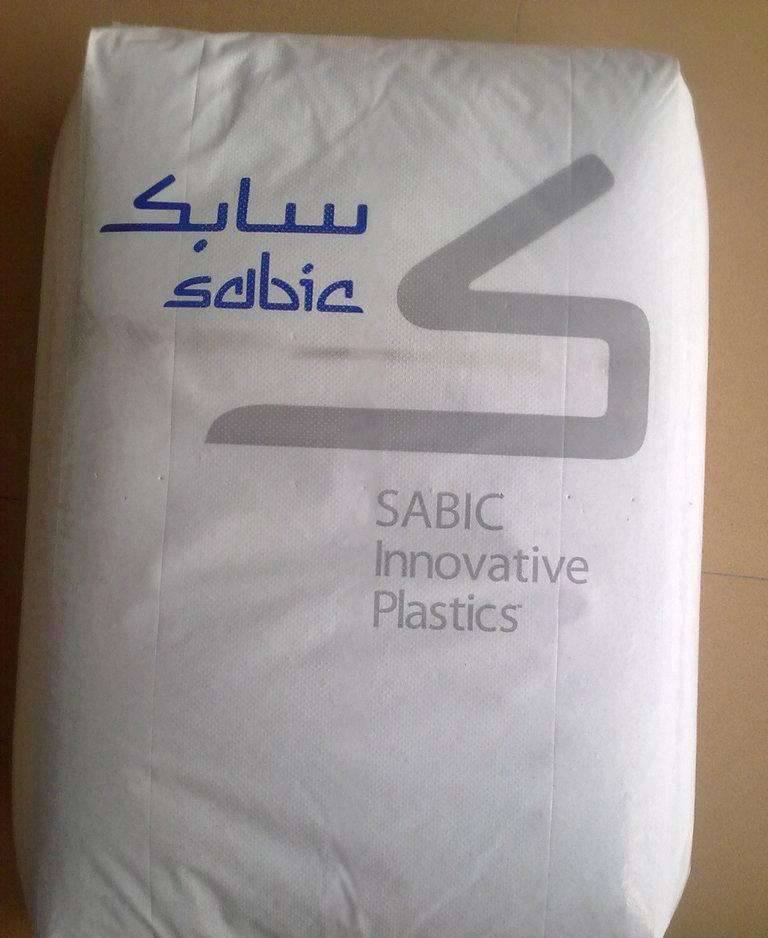 سابك
sabic
SABIC
Innovative
Plastics